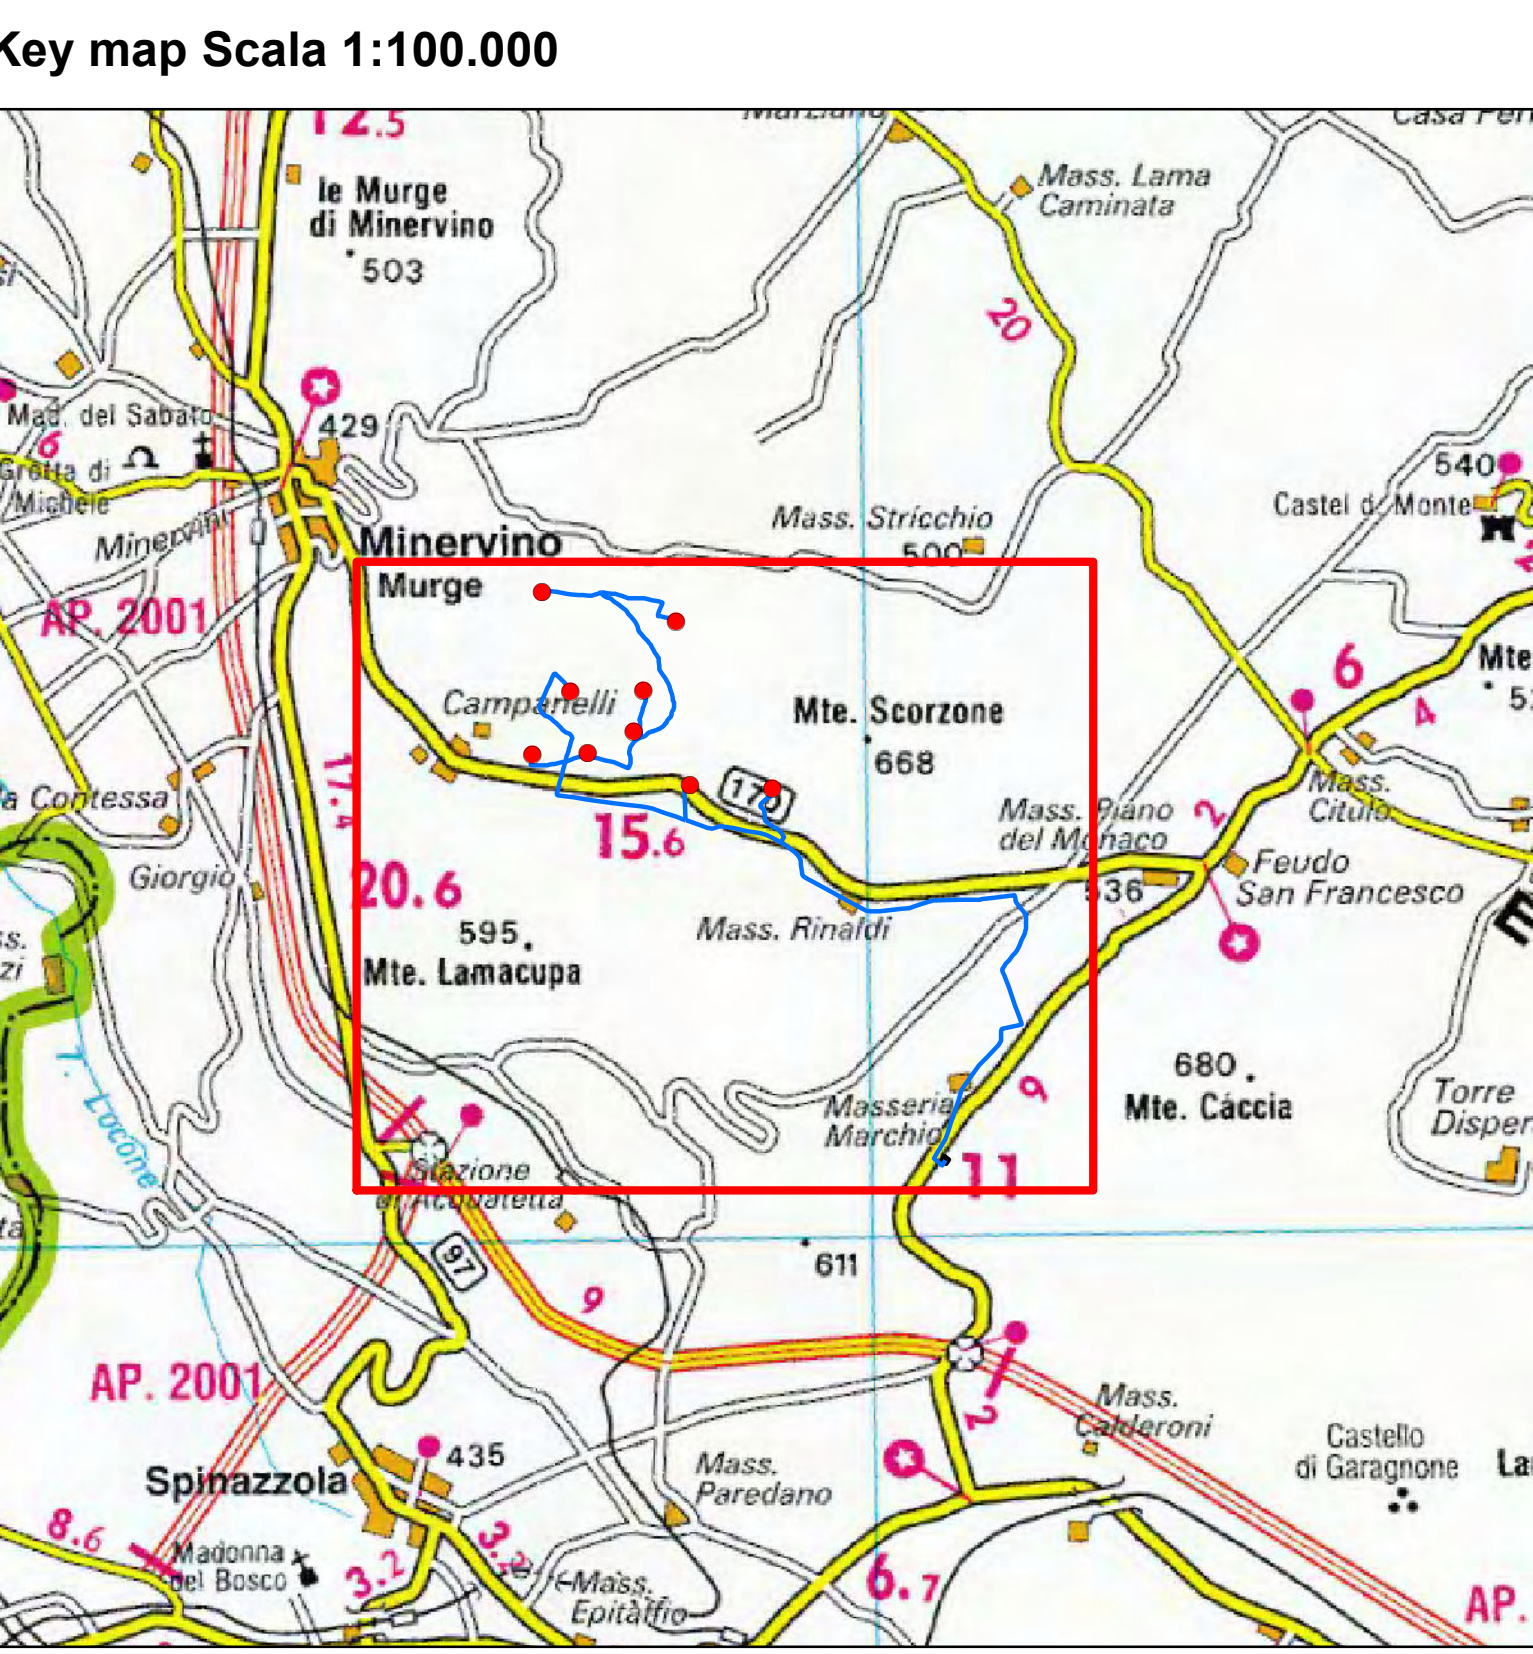 Key map Scala 1:100.000
12.5
Marziano
Mass. Lama
Caminata
le Murge
di Minervino
503
20
Mad. del Sabato
429
6
Grotta di
Michele
Minervino
Murge
Mass. Stricchio
500
540
Castel d. Monte
AP. 2001
Campanelli
Mte. Scorzone
668
6
4
Mte
17.4
170
15.6
Mass. Piano
del Monaco
536
2
Mass.
Citulo
Feudo
San Francesco
Giorgio
20.6
595
Mte. Lamacupa
Mass. Rinaldi
T. Locone
680
Mte. Caccia
9
Torre
Masseria
Marchio
11
Stazione
di Acquatetta
97
611
9
AP. 2001
Mass.
Calderoni
2
Castello
di Garagnone
Spinazzola
435
Mass.
Paredano
8.6
Madonna
del Bosco
3.2
3.2
Mass.
Epitaffio
6.7
AP.